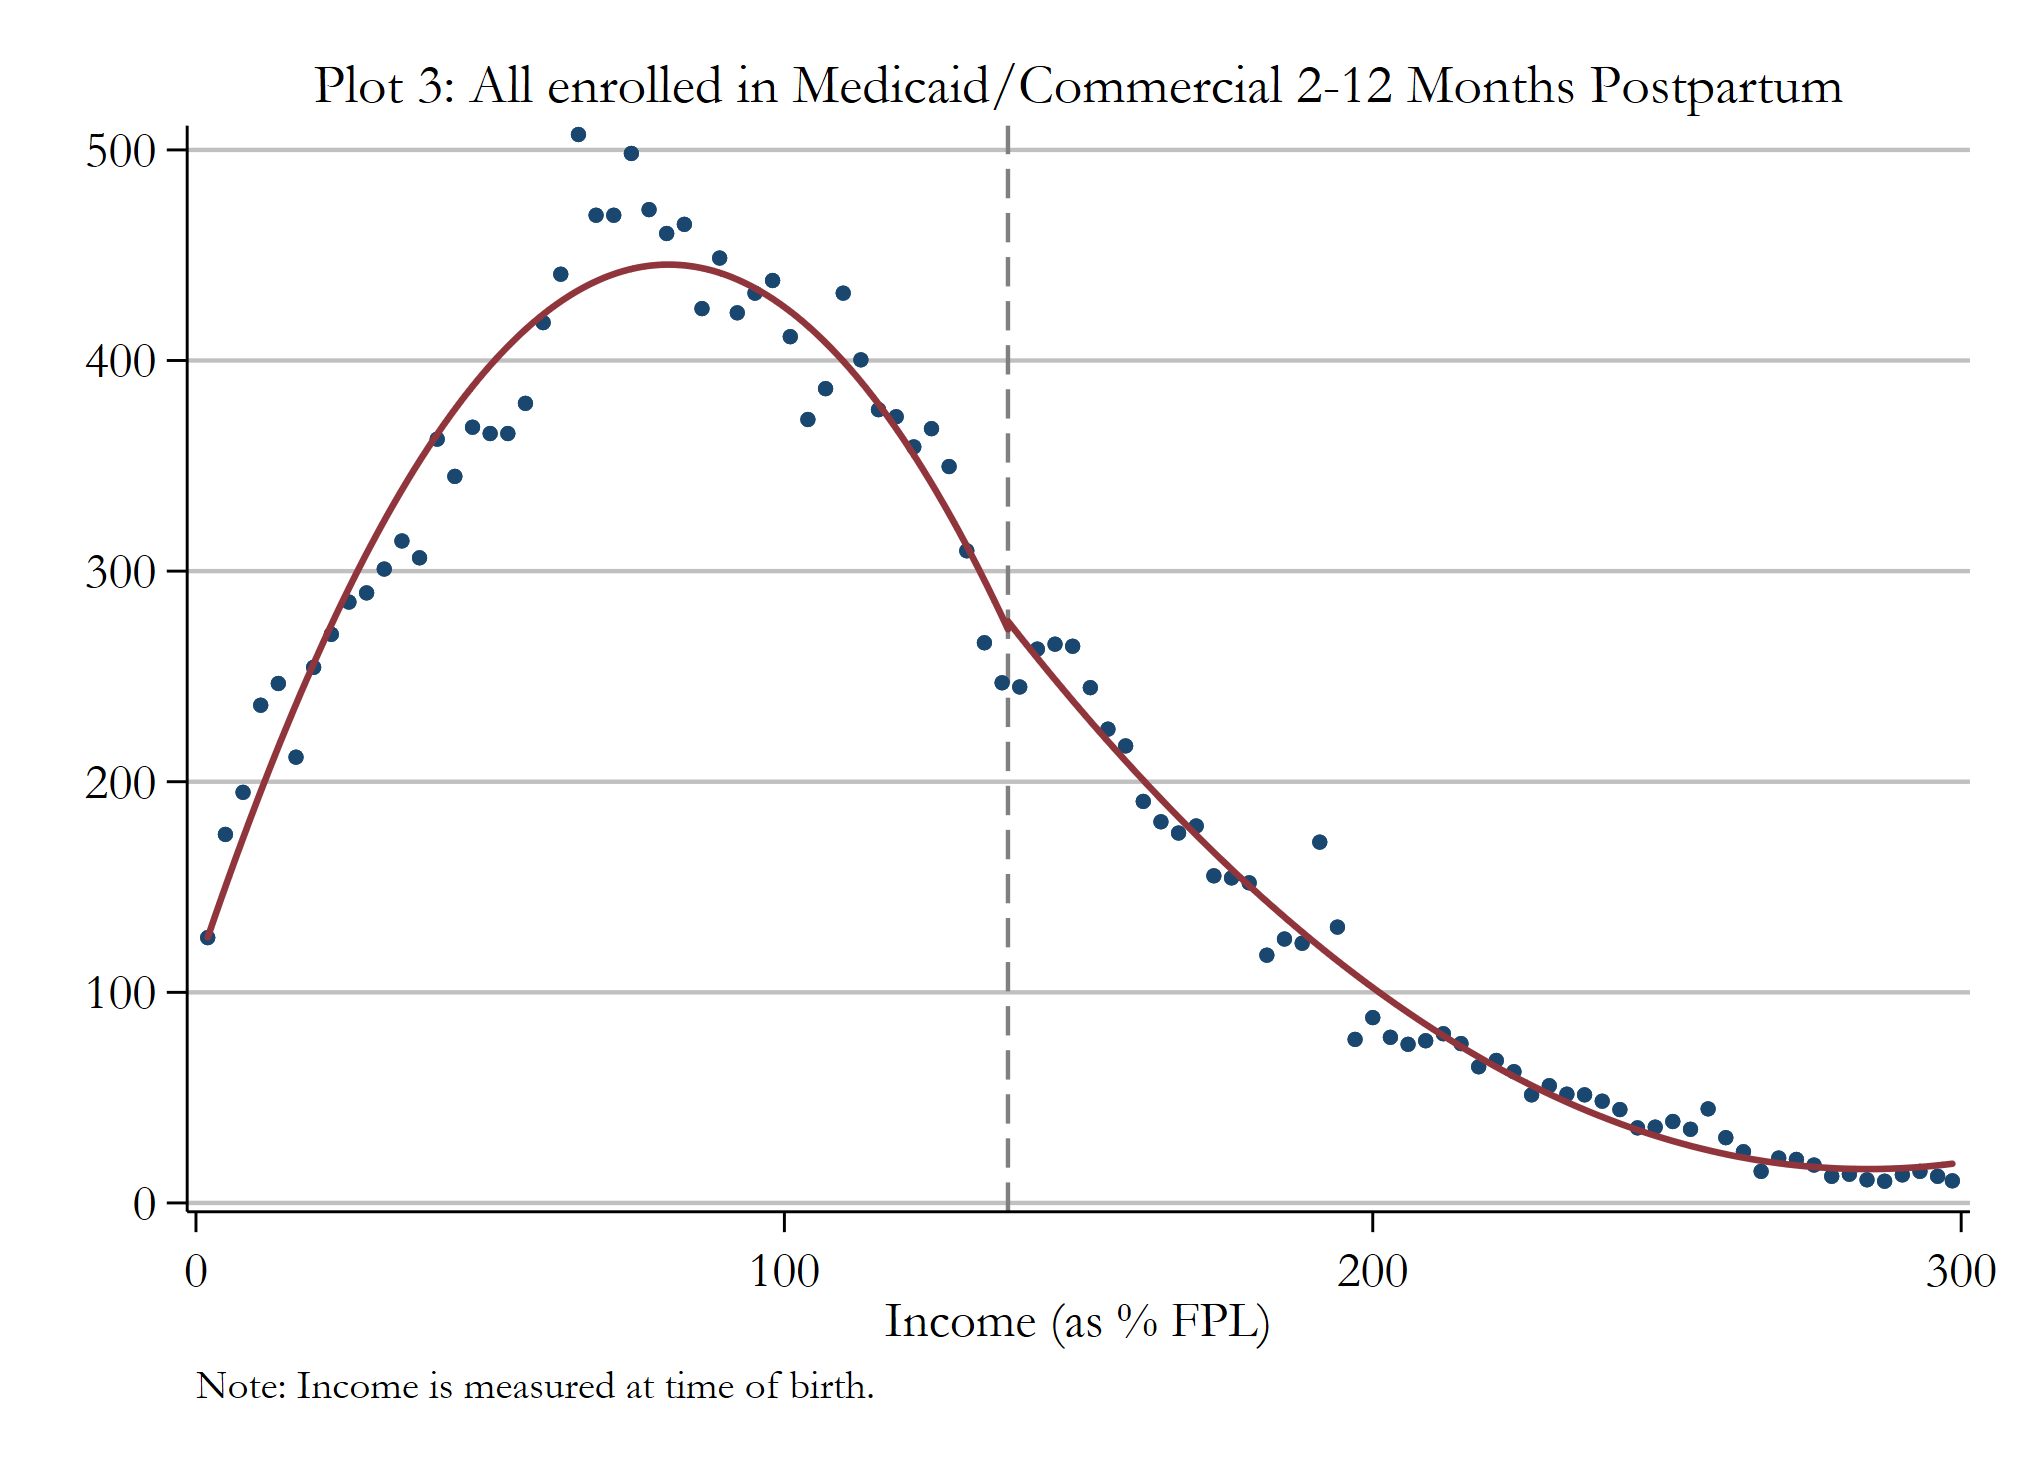 Plot 3: All enrolled in Medicaid/Commercial 2-12 Months Postpartum
500
400
300
200
100
0
0 100 200 300
Income (as % FPL)
Note: Income is measured at time of birth.